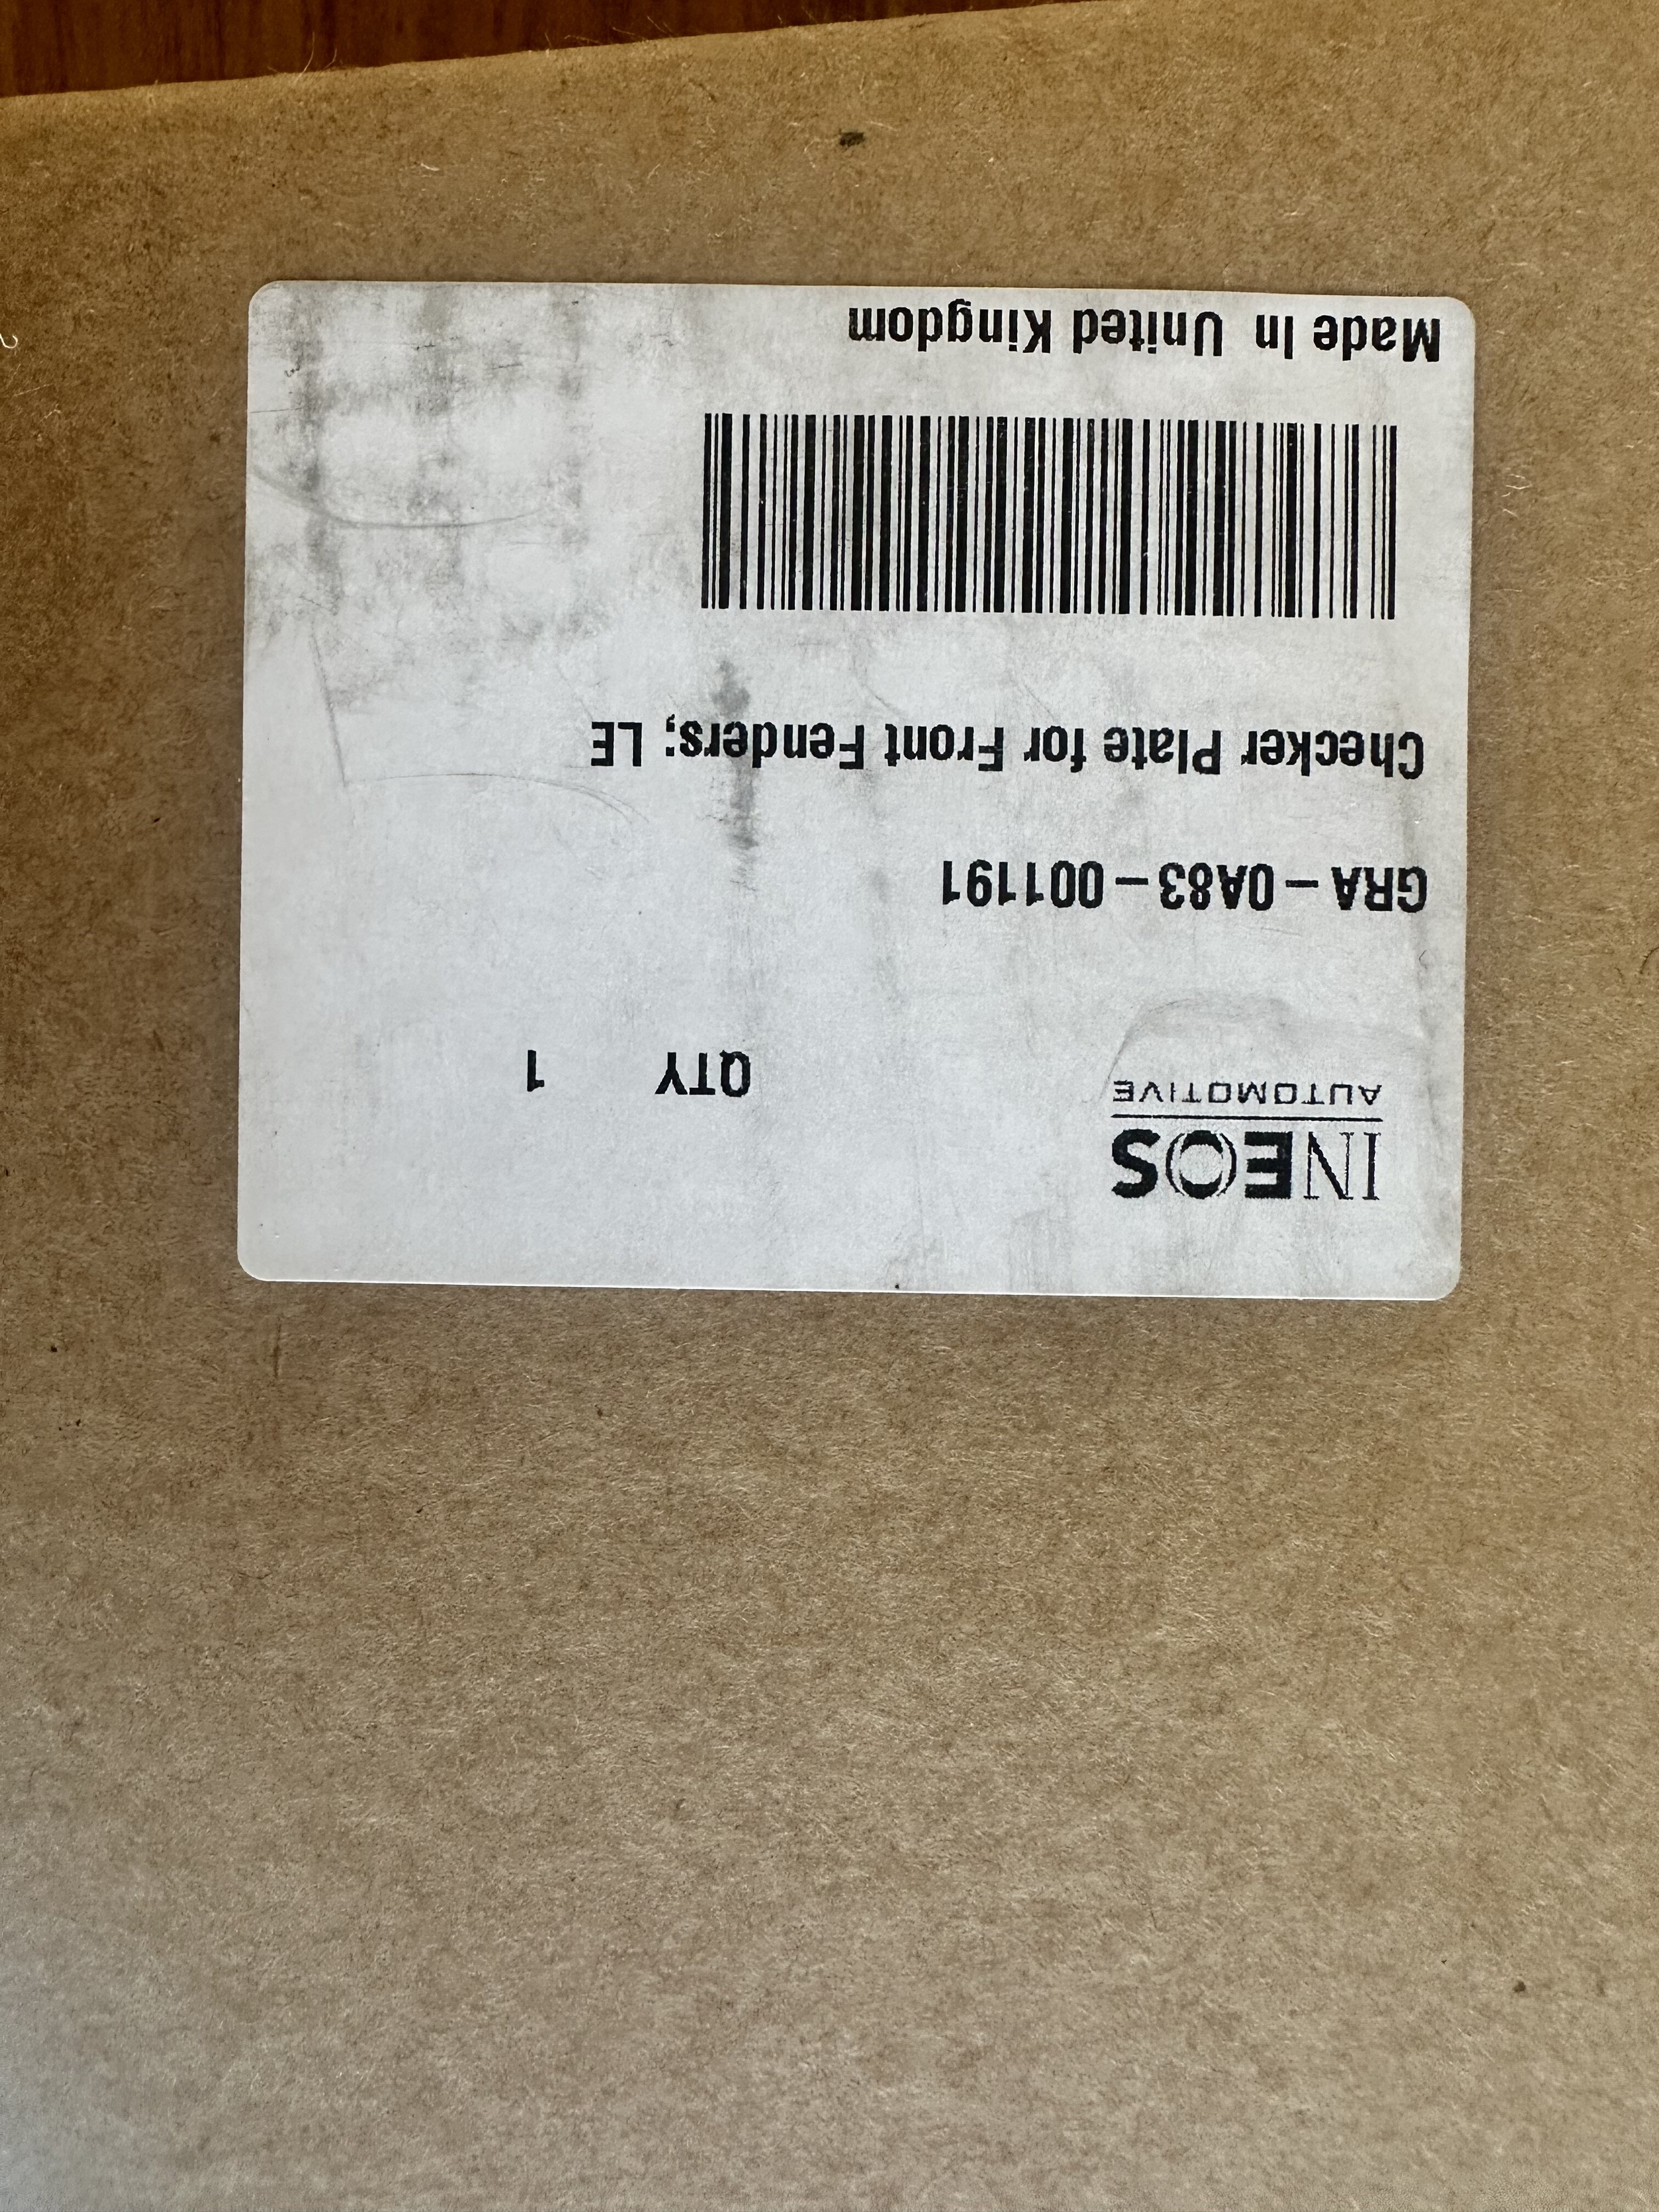 INEOS
AUTOMOTIVE
QTY 1
GRA - 0A83 - 001191
Checker Plate for Front Fenders; LE
Made In United Kingdom